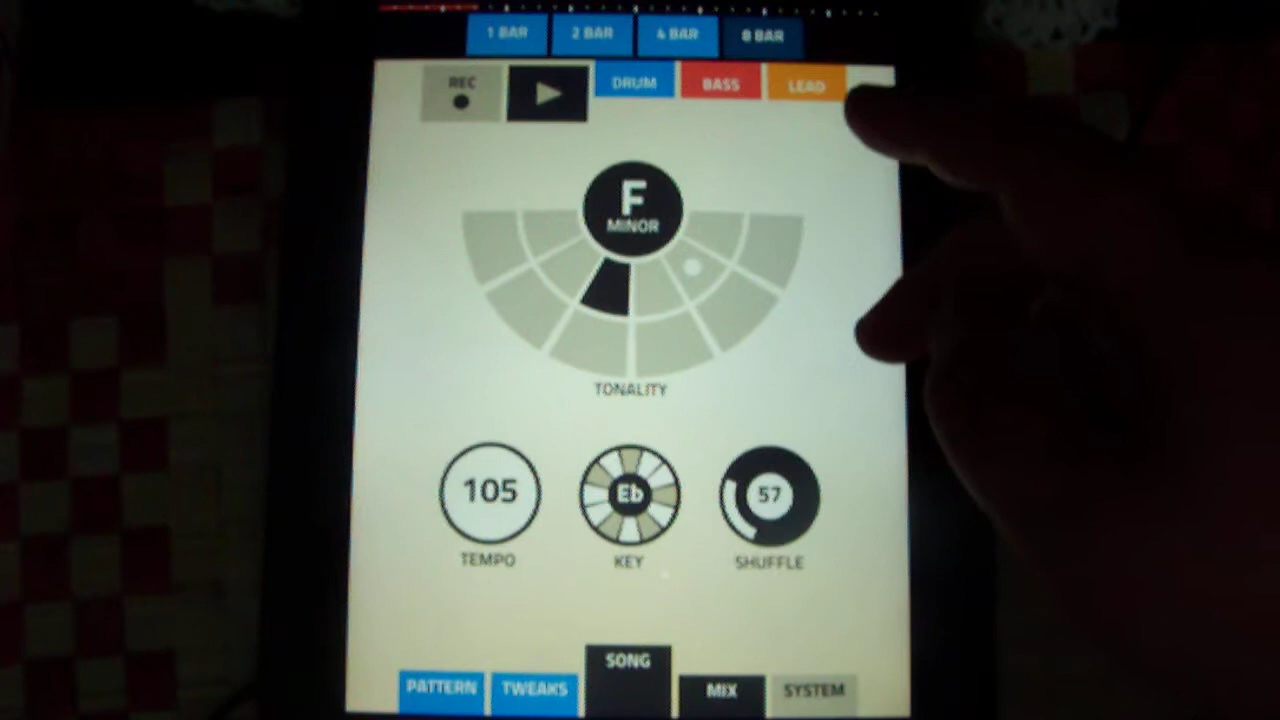 1 BAR
2 BAR
4 BAR
8 BAR
REC
DRUM
BASS
LEAD
F
MINOR
TONALITY
105
Eb
57
TEMPO
KEY
SHUFFLE
PATTERN
TWEAKS
SONG
MIX
SYSTEM